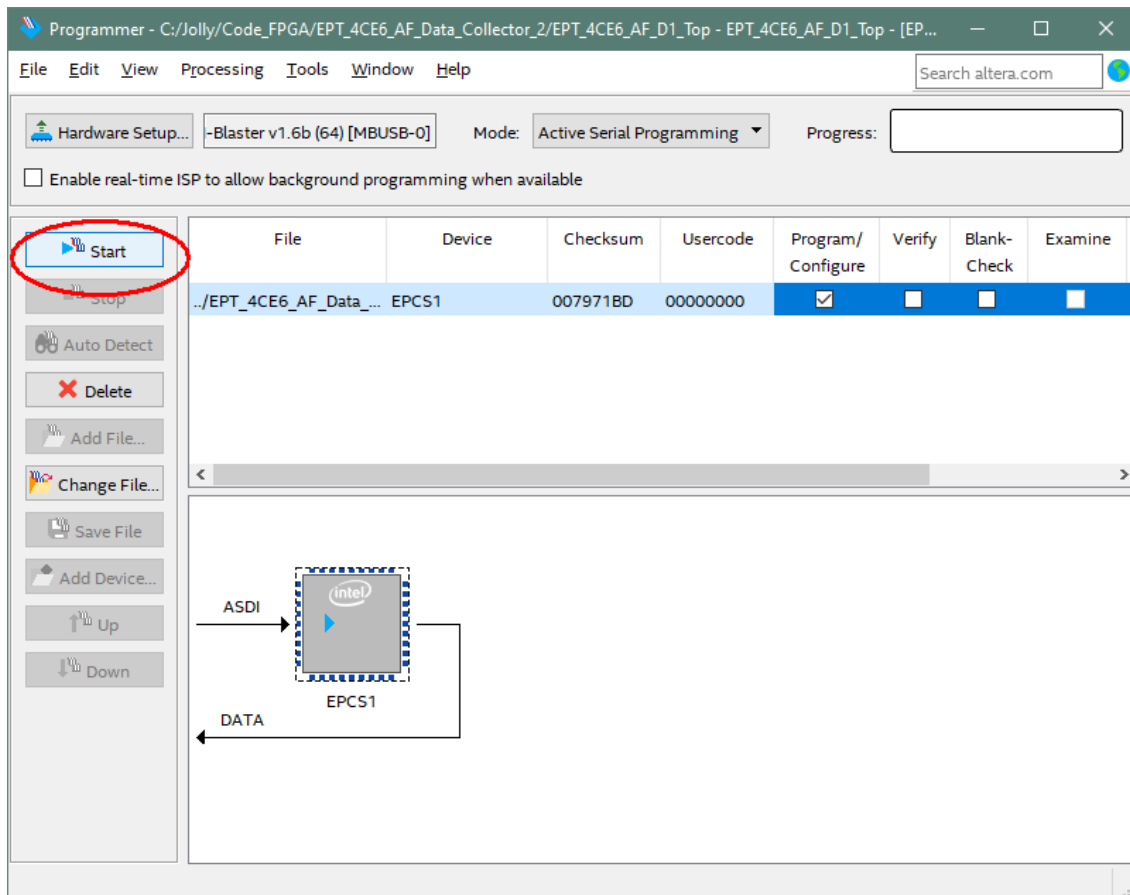 Programmer - C:/Jolly/Code_FPGA/EPT_4CE6_AF_Data_Collector_2/EPT_4CE6_AF_D1_Top - EPT_4CE6_AF_D1_Top - [EP...
File Edit View Processing Tools Window Help
Search altera.com
Hardware Setup... -Blaster v1.6b (64) [MBUSB-0] Mode: Active Serial Programming Progress:
Enable real-time ISP to allow background programming when available
Start
Stop
Auto Detect
Delete
Add File...
Change File...
Save File
Add Device...
Up
Down
File Device Checksum Usercode Program/ Configure Verify Blank- Check Examine
../EPT_4CE6_AF_Data_... EPCS1 007971BD 00000000
ASDI
intel
EPCS1
DATA